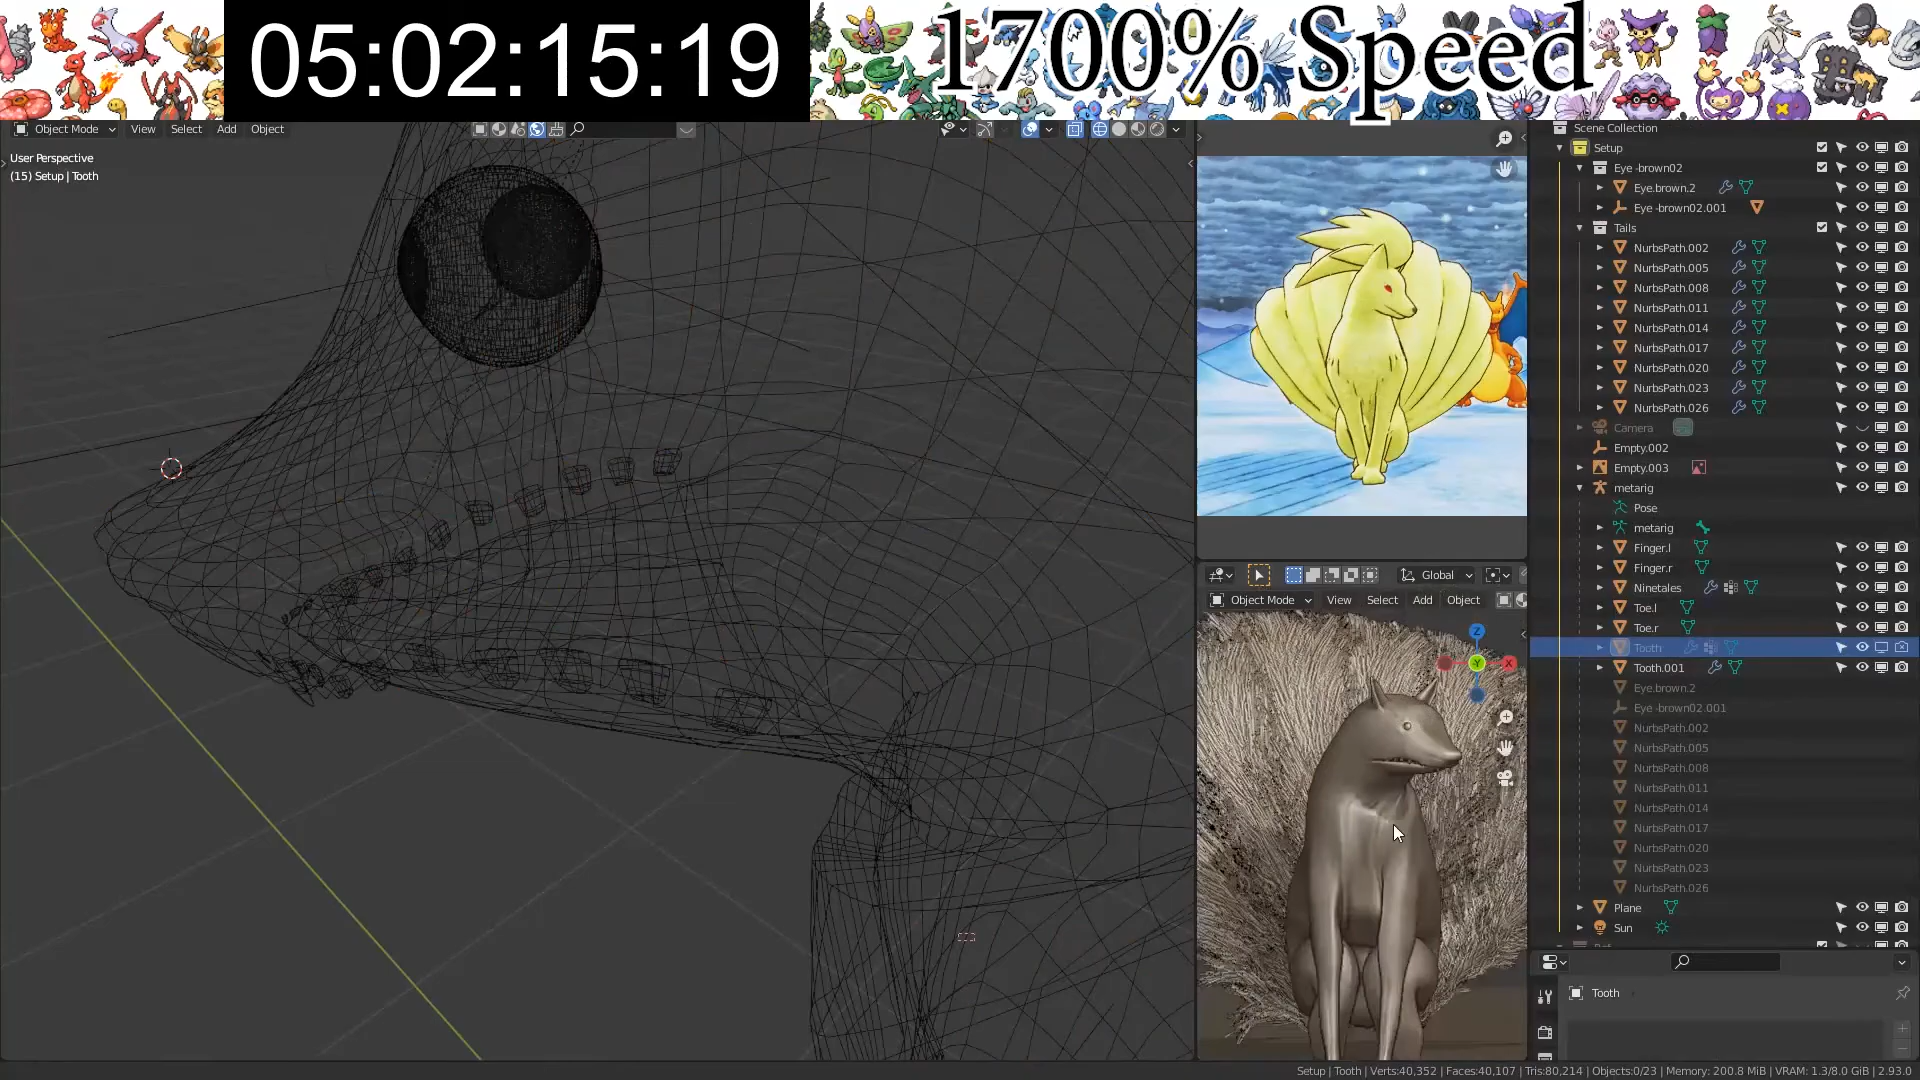 05:02:15:19
1700% Speed
Object Mode View Select Add Object
User Perspective
(15) Setup | Tooth
Global
Object Mode View Select Add Object
Z
Y
X
Scene Collection
Setup
Eye -brown02
Eye.brown.2
Eye -brown02.001
Tails
NurbsPath.002
NurbsPath.005
NurbsPath.008
NurbsPath.011
NurbsPath.014
NurbsPath.017
NurbsPath.020
NurbsPath.023
NurbsPath.026
Camera
Empty.002
Empty.003
metarig
Pose
metarig
Finger.l
Finger.r
Ninetales
Toe.l
Toe.r
Tooth
Tooth.001
Eye.brown.2
Eye -brown02.001
NurbsPath.002
NurbsPath.005
NurbsPath.008
NurbsPath.011
NurbsPath.014
NurbsPath.017
NurbsPath.020
NurbsPath.023
NurbsPath.026
Plane
Sun
Tooth
Setup | Tooth | Verts:40,352 | Faces:40,107 | Tris:80,214 | Objects:0/23 | Memory: 200.8 MiB | VRAM: 1.3/8.0 GiB | 2.93.0